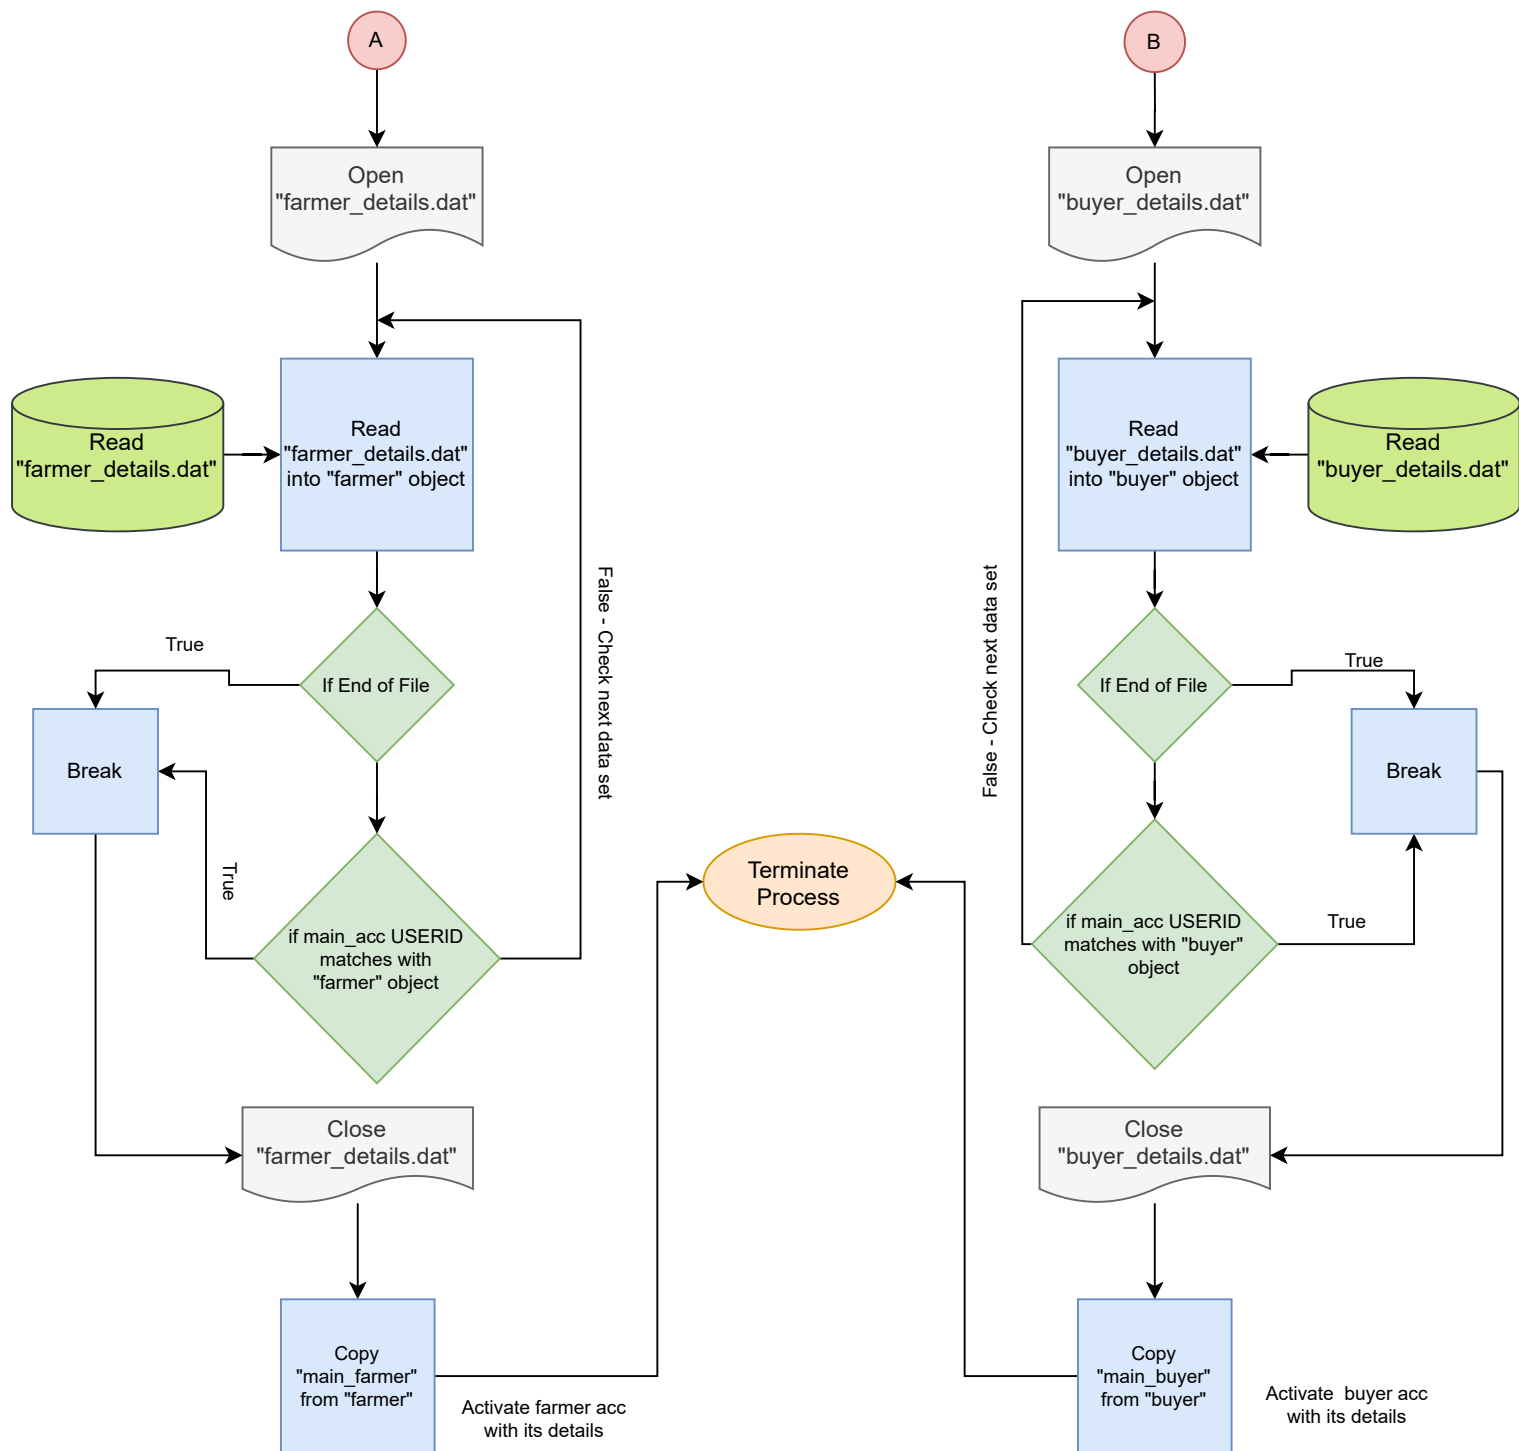 A
Open
"farmer_details.dat"
Read
"farmer_details.dat"
Read
"farmer_details.dat"
into "farmer" object
True
If End of File
False - Check next data set
Break
True
if main_acc USERID
matches with
"farmer" object
Close
"farmer_details.dat"
Copy
"main_farmer"
from "farmer"
Activate farmer acc
with its details
Terminate
Process
B
Open
"buyer_details.dat"
Read
"buyer_details.dat"
into "buyer" object
Read
"buyer_details.dat"
False - Check next data set
If End of File
True
Break
if main_acc USERID
matches with "buyer"
object
True
Close
"buyer_details.dat"
Copy
"main_buyer"
from "buyer"
Activate  buyer acc
with its details